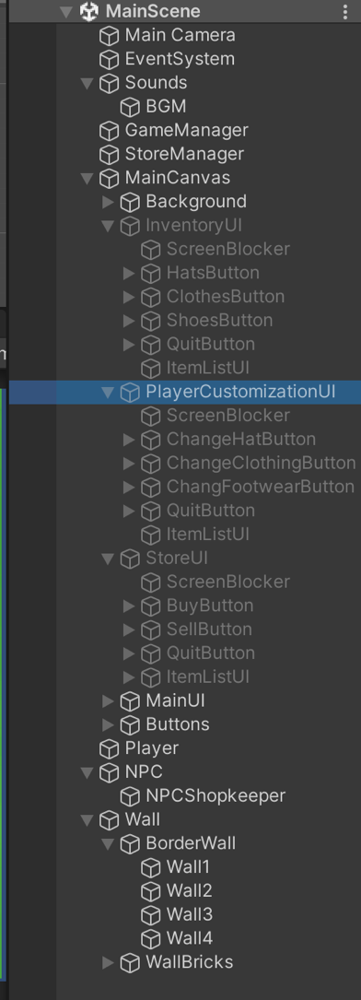 MainScene
Main Camera
EventSystem
Sounds
BGM
GameManager
StoreManager
MainCanvas
Background
InventoryUI
ScreenBlocker
HatsButton
ClothesButton
ShoesButton
QuitButton
ItemListUI
PlayerCustomizationUI
ScreenBlocker
ChangeHatButton
ChangeClothingButton
ChangFootwearButton
QuitButton
ItemListUI
StoreUI
ScreenBlocker
BuyButton
SellButton
QuitButton
ItemListUI
MainUI
Buttons
Player
NPC
NPCShopkeeper
Wall
BorderWall
Wall1
Wall2
Wall3
Wall4
WallBricks